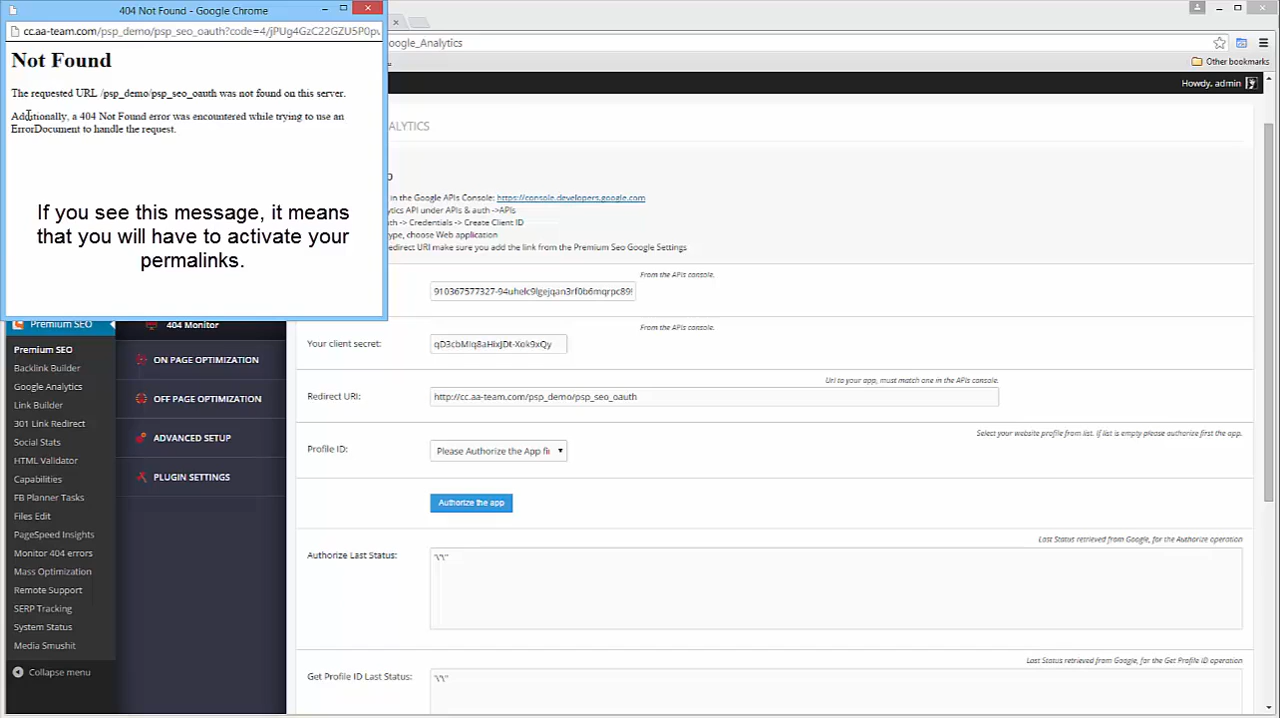 404 Not Found - Google Chrome
cc.aa-team.com/psp_demo/psp_seo_oauth?code=4/jPUg4GzC22GZU5P0pv
Not Found
The requested URL /psp_demo/psp_seo_oauth was not found on this server.
Additionally, a 404 Not Found error was encountered while trying to use an
ErrorDocument to handle the request.
If you see this message, it means
that you will have to activate your
permalinks.
oogle_Analytics
Other bookmarks
Howdy, admin
ALYTICS
in the Google APIs Console: https://console.developers.google.com
ytics API under APIs & auth ->APIs
uth -> Credentials -> Create Client ID
type, choose Web application
edirect URI make sure you add the link from the Premium Seo Google Settings
From the APIs console.
From the APIs console.
Your client secret:
Url to your app, must match one in the APIs console.
Redirect URI:
http://cc.aa-team.com/psp_demo/psp_seo_oauth
Select your website profile from list. if list is empty please authorize first the app.
Profile ID:
Please Authorize the App fi
Authorize the app
Last Status retrieved from Google, for the Authorize operation
Authorize Last Status:
"\"\""
Last Status retrieved from Google, for the Get Profile ID operation
Get Profile ID Last Status:
"\"\""
Premium SEO
Premium SEO
Backlink Builder
Google Analytics
Link Builder
301 Link Redirect
Social Stats
HTML Validator
Capabilities
FB Planner Tasks
Files Edit
PageSpeed Insights
Monitor 404 errors
Mass Optimization
Remote Support
SERP Tracking
System Status
Media Smushit
Collapse menu
404 Monitor
ON PAGE OPTIMIZATION
OFF PAGE OPTIMIZATION
ADVANCED SETUP
PLUGIN SETTINGS